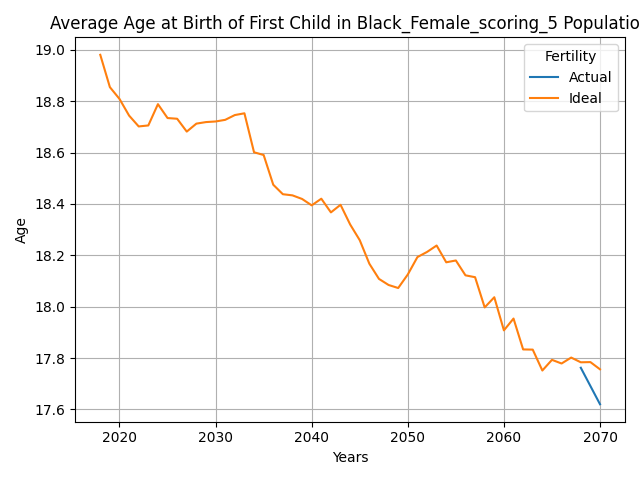 Average Age at Birth of First Child in Black_Female_scoring_5 Populatio
Fertility
Actual
Ideal
19.0
18.8
18.6
18.4
18.2
18.0
17.8
17.6
Age
2020 2030 2040 2050 2060 2070
Years